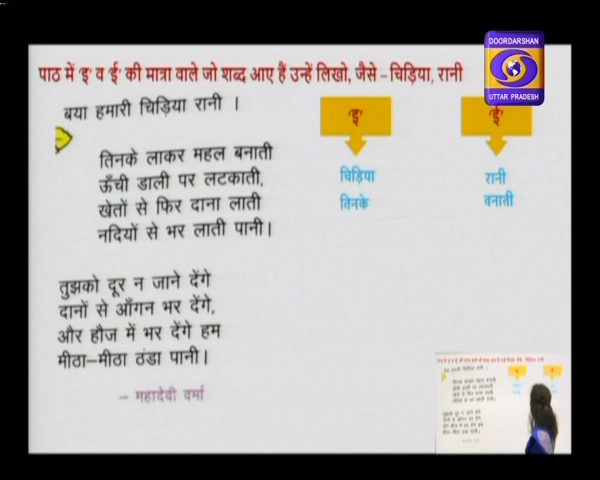 DOORDARSHAN
UTTAR PRADESH
पाठ में 'इ' व 'ई' की मात्रा वाले जो शब्द आए हैं उन्हें लिखो, जैसे – चिड़िया, रानी
बया हमारी चिड़िया रानी ।
तिनके लाकर महल बनाती
ऊँची डाली पर लटकाती,
खेतों से फिर दाना लाती
नदियों से भर लाती पानी।
तुझको दूर न जाने देंगे
दानों से आँगन भर देंगे,
और हौज में भर देंगे हम
मीठा–मीठा ठंडा पानी।
– महादेवी वर्मा
'इ'
चिड़िया
तिनके
'ई'
रानी
वनाती